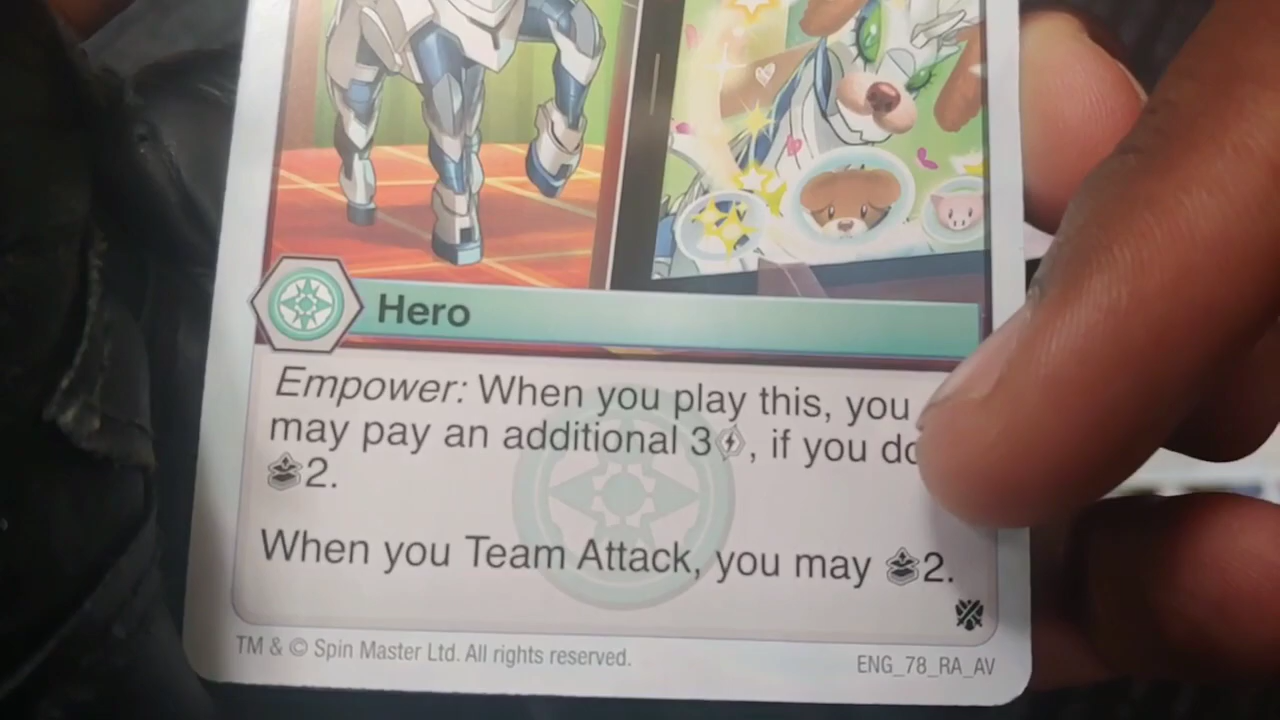 Hero
Empower: When you play this, you
may pay an additional 3, if you do
2.
When you Team Attack, you may 2.
TM & © Spin Master Ltd. All rights reserved.
ENG_78_RA_AV